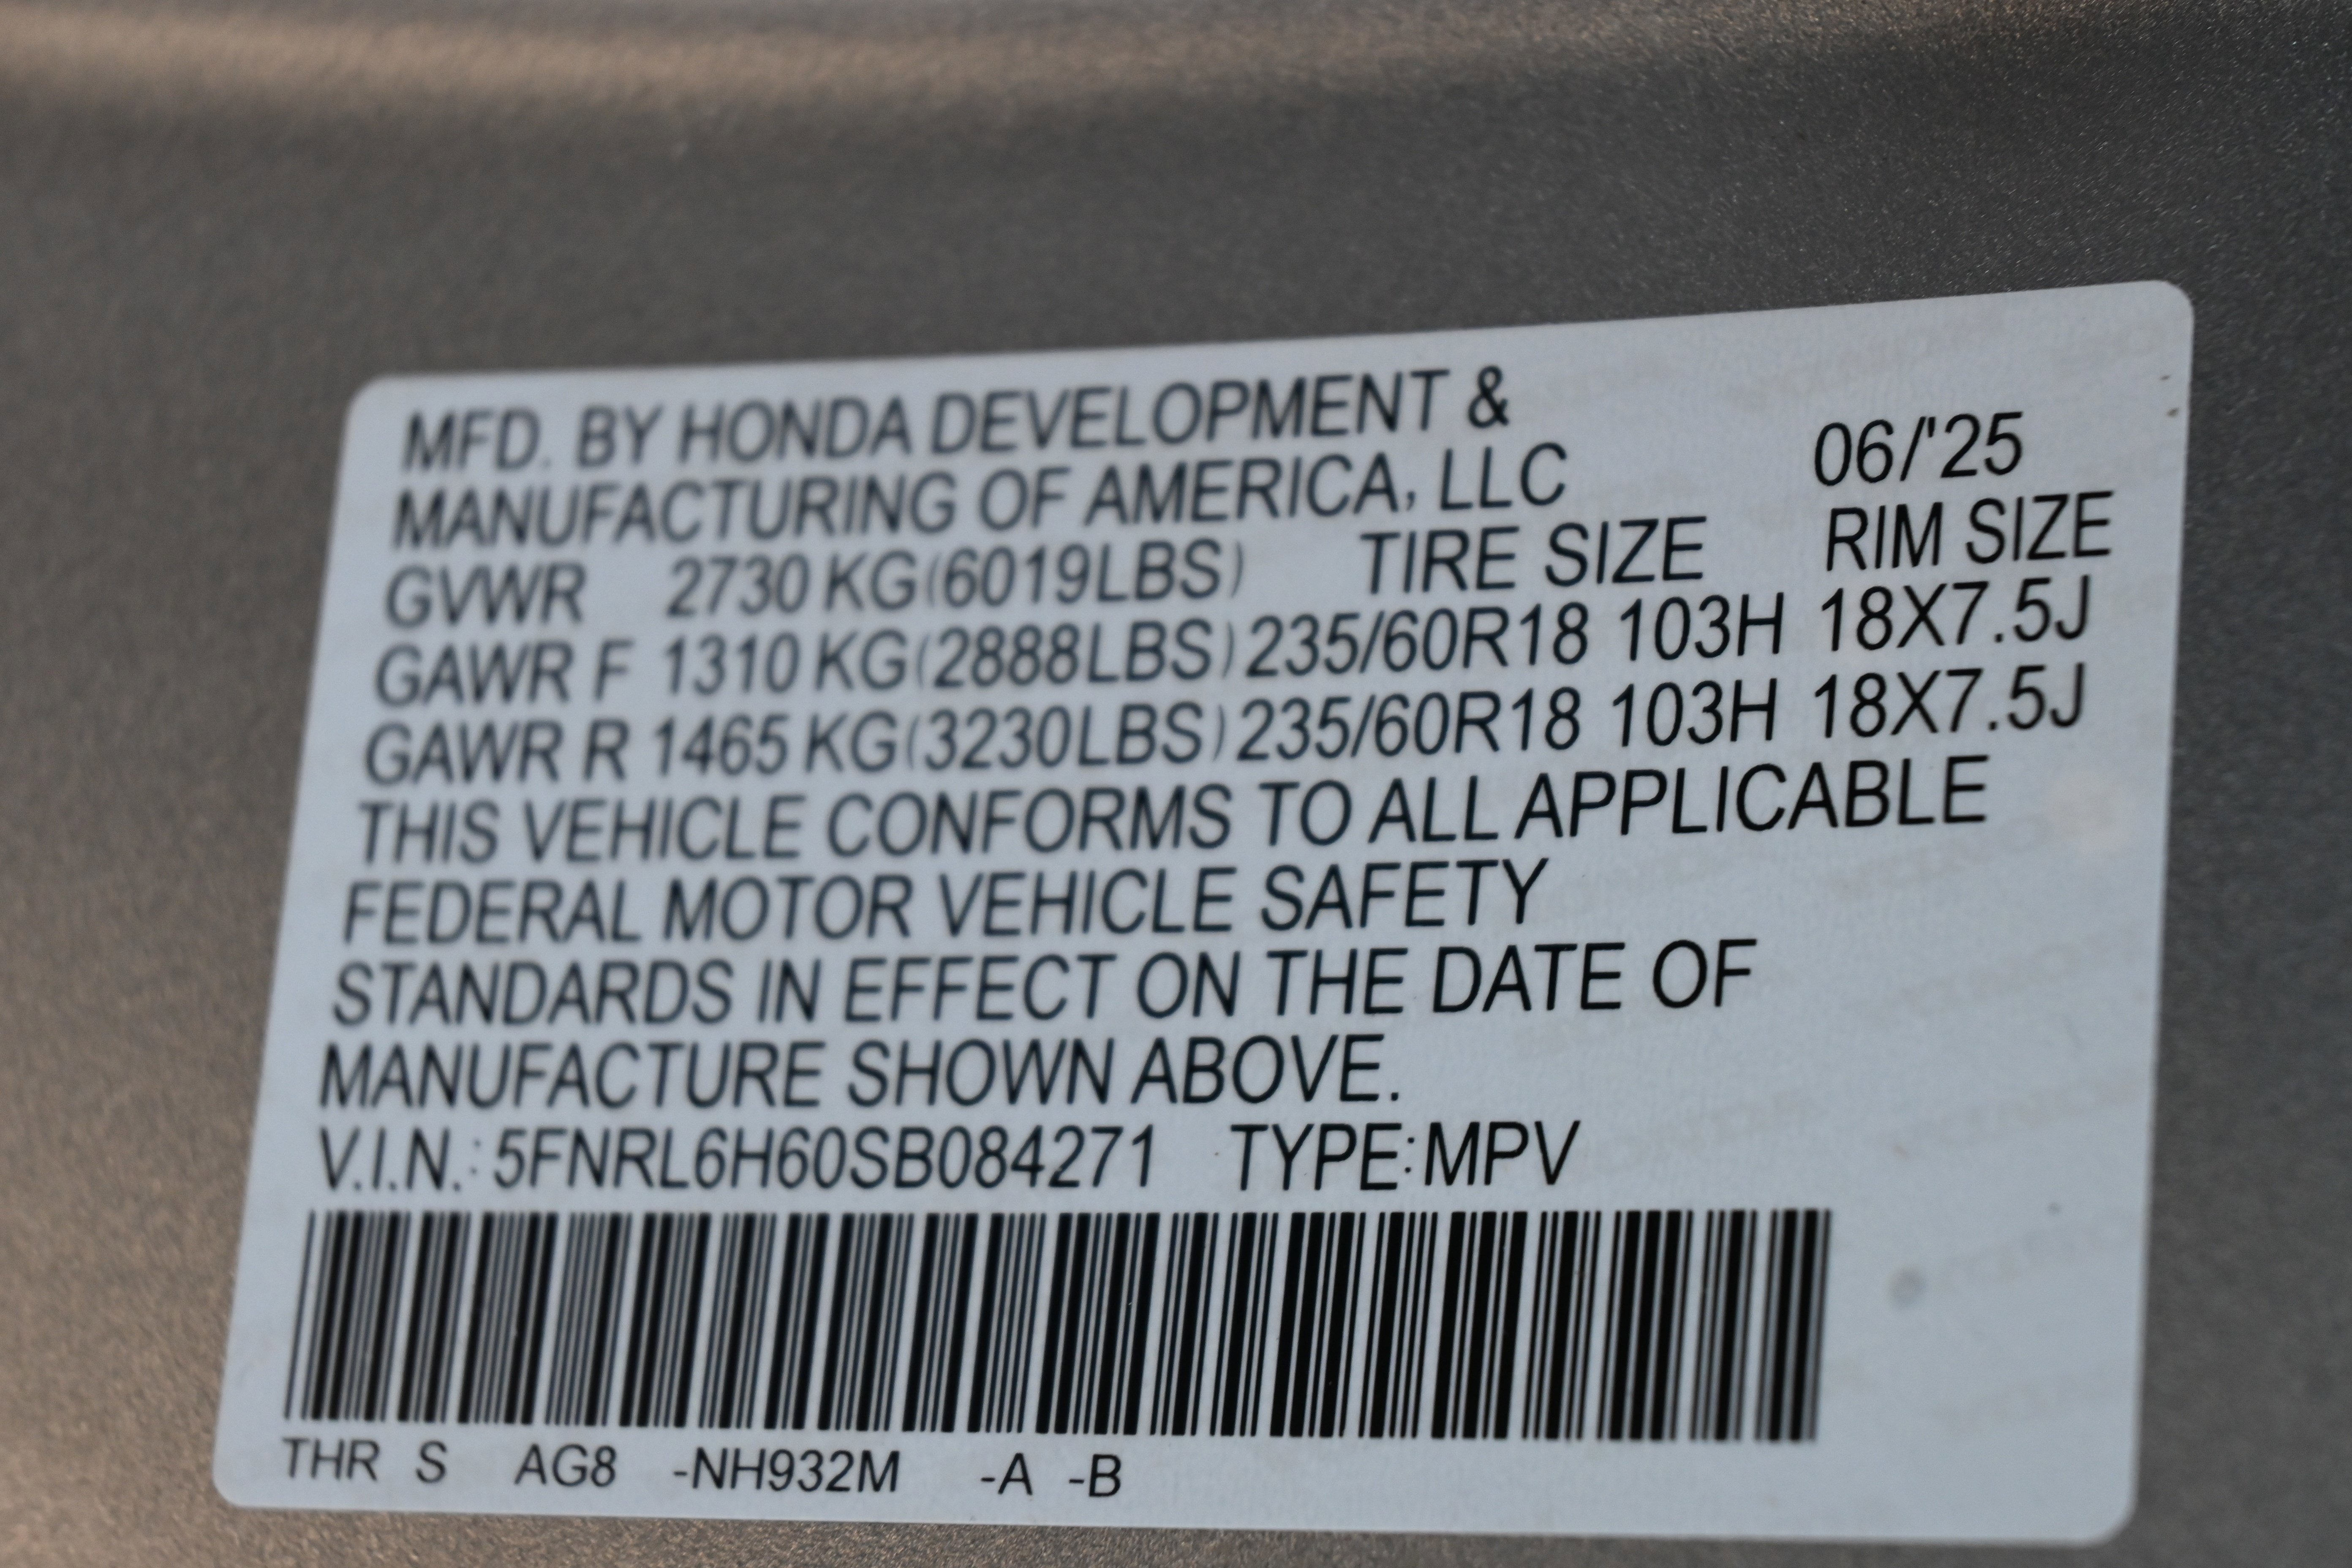 MFD. BY HONDA DEVELOPMENT &
MANUFACTURING OF AMERICA, LLC 06/'25
GVWR 2730 KG(6019LBS) TIRE SIZE RIM SIZE
GAWR F 1310 KG(2888LBS) 235/60R18 103H 18X7.5J
GAWR R 1465 KG(3230LBS) 235/60R18 103H 18X7.5J
THIS VEHICLE CONFORMS TO ALL APPLICABLE
FEDERAL MOTOR VEHICLE SAFETY
STANDARDS IN EFFECT ON THE DATE OF
MANUFACTURE SHOWN ABOVE.
V.I.N.: 5FNRL6H60SB084271 TYPE:MPV
THR S AG8 -NH932M -A -B